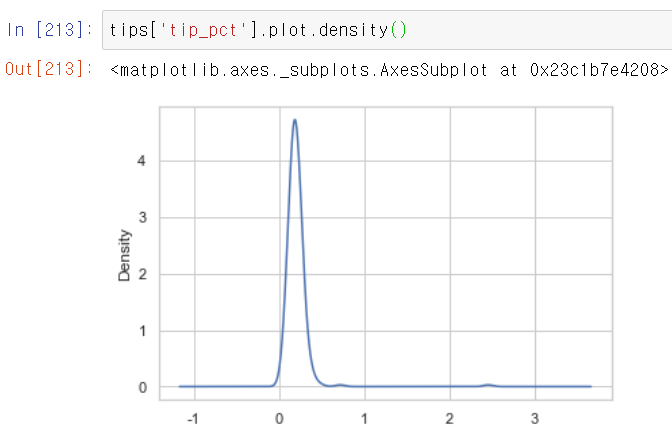 In [213]: tips['tip_pct'].plot.density()
Out[213]: <matplotlib.axes._subplots.AxesSubplot at 0x23c1b7e4208>
4
3
2
1
0
Density
-1 0 1 2 3